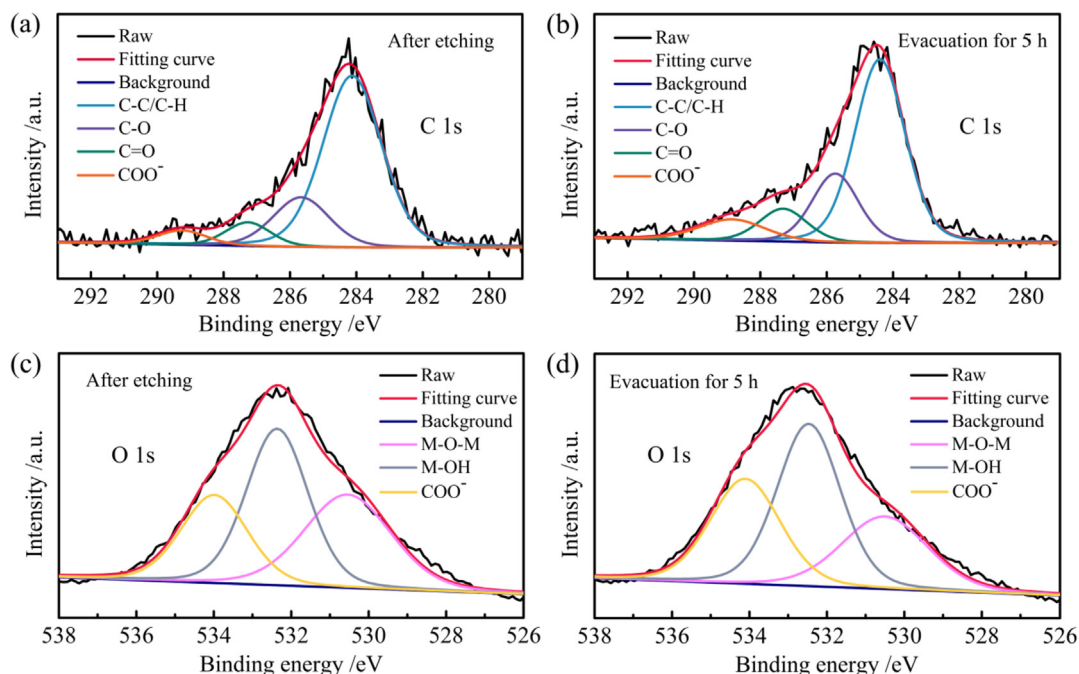 (a)
Raw
After etching
Fitting curve
Background
C-C/C-H
C-O
C 1s
C=O
COO⁻
Intensity /a.u.
292 290 288 286 284 282 280
Binding energy /eV
(b)
Raw
Evacuation for 5 h
Fitting curve
Background
C-C/C-H
C-O
C 1s
C=O
COO⁻
Intensity /a.u.
292 290 288 286 284 282 280
Binding energy /eV
(c)
After etching
Raw
Fitting curve
Background
O 1s
M-O-M
M-OH
COO⁻
Intensity /a.u.
538 536 534 532 530 528 526
Binding energy /eV
(d)
Evacuation for 5 h
Raw
Fitting curve
Background
O 1s
M-O-M
M-OH
COO⁻
Intensity /a.u.
538 536 534 532 530 528 526
Binding energy /eV